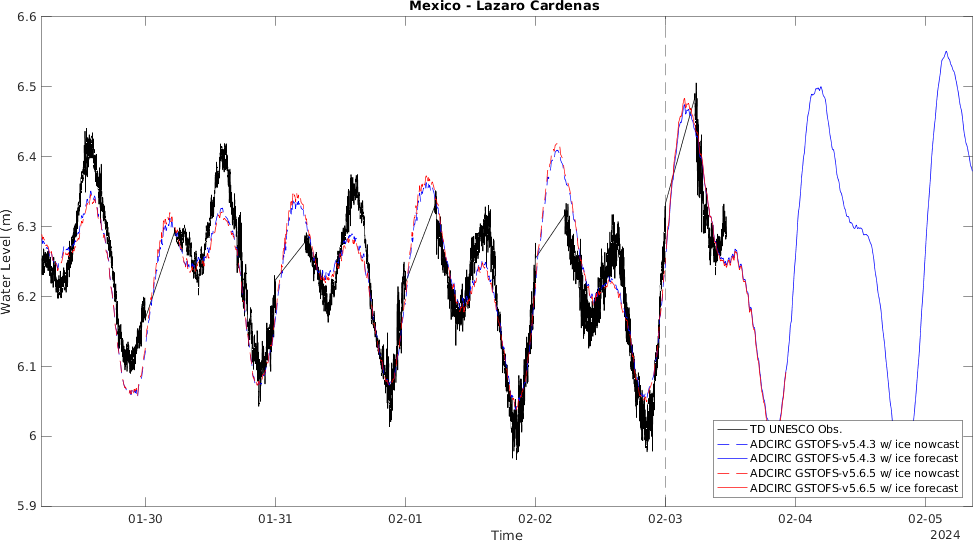 Mexico - Lazaro Cardenas
6.6
6.5
6.4
6.3
6.2
6.1
6
5.9
Water Level (m)
01-30
01-31
02-01
02-02
02-03
02-04
02-05
Time
2024
TD UNESCO Obs.
ADCIRC GSTOFS-v5.4.3 w/ ice nowcast
ADCIRC GSTOFS-v5.4.3 w/ ice forecast
ADCIRC GSTOFS-v5.6.5 w/ ice nowcast
ADCIRC GSTOFS-v5.6.5 w/ ice forecast